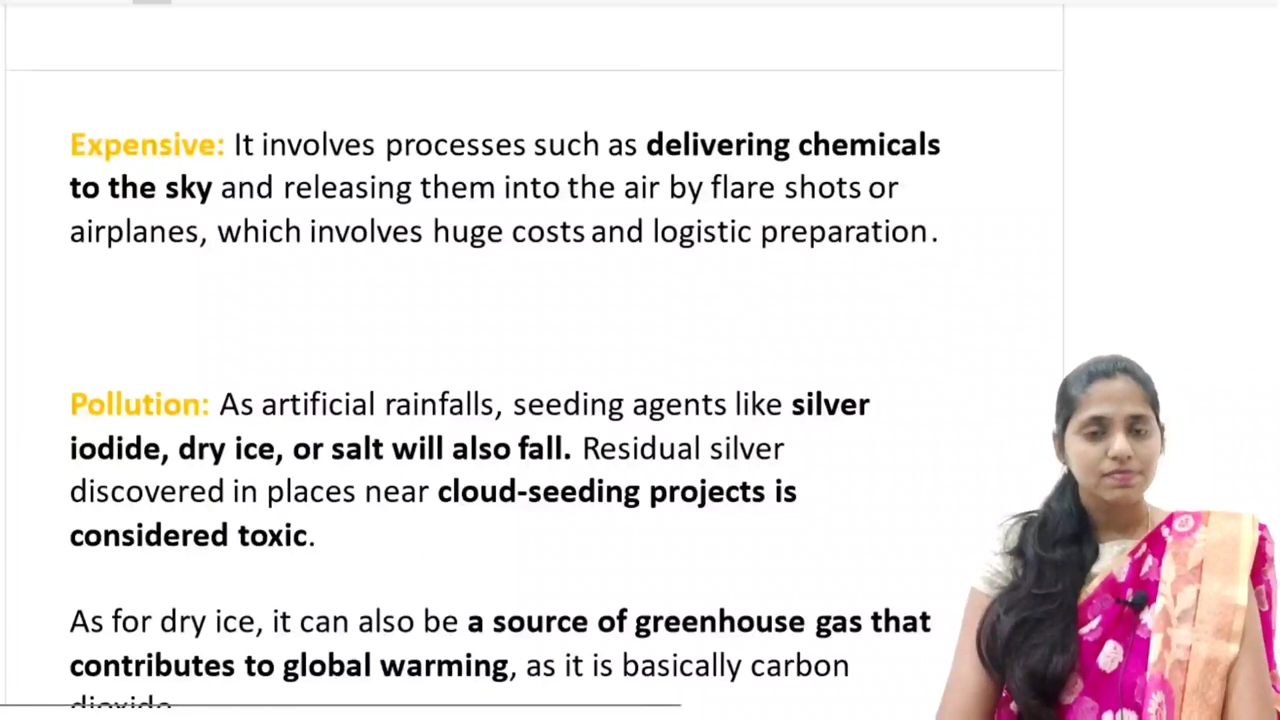 Expensive: It involves processes such as delivering chemicals
to the sky and releasing them into the air by flare shots or
airplanes, which involves huge costs and logistic preparation.
Pollution: As artificial rainfalls, seeding agents like silver
iodide, dry ice, or salt will also fall. Residual silver
discovered in places near cloud-seeding projects is
considered toxic.
As for dry ice, it can also be a source of greenhouse gas that
contributes to global warming, as it is basically carbon
dioxide